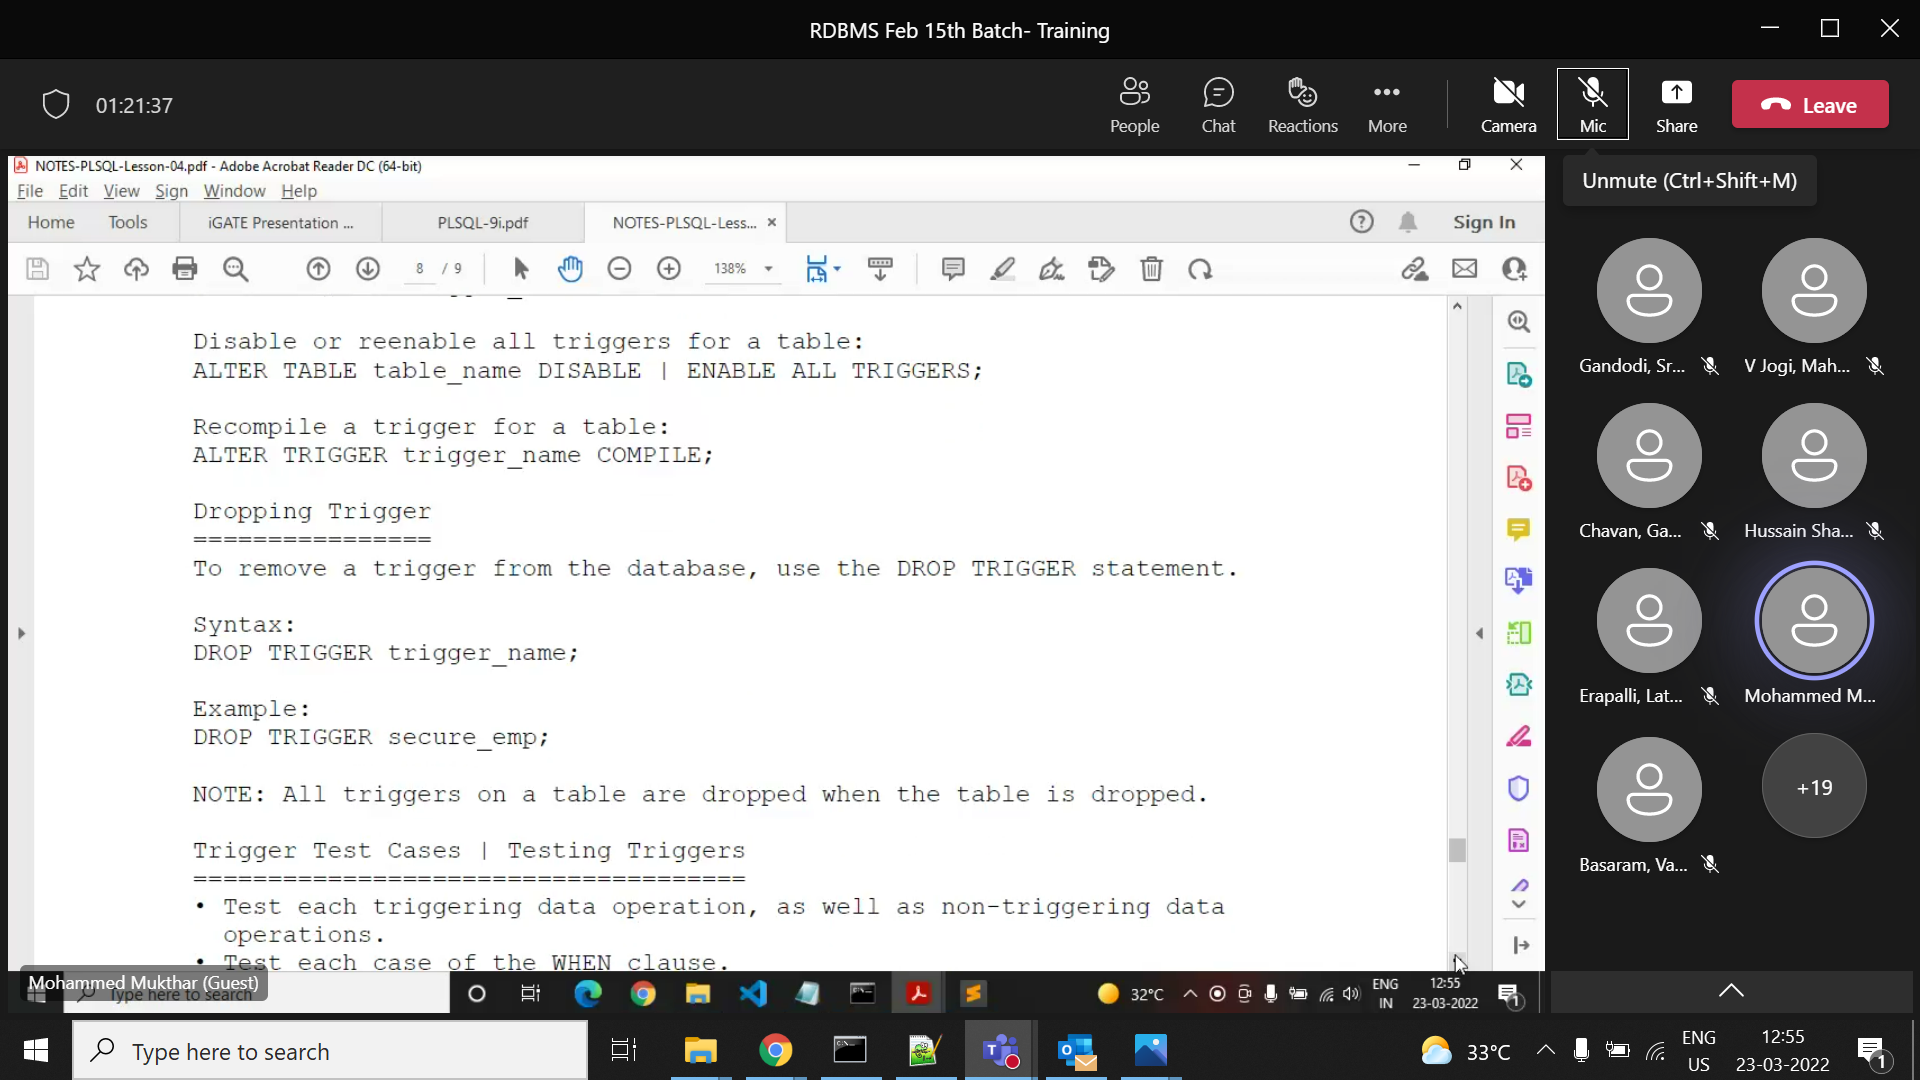 RDBMS Feb 15th Batch- Training
01:21:37
People
Chat
Reactions
More
Camera
Mic
Share
Leave
Unmute (Ctrl+Shift+M)
NOTES-PLSQL-Lesson-04.pdf - Adobe Acrobat Reader DC (64-bit)
File Edit View Sign Window Help
Home Tools iGATE Presentation ... PLSQL-9i.pdf NOTES-PLSQL-Less... × Sign In
8 / 9 138%
Disable or reenable all triggers for a table:
ALTER TABLE table_name DISABLE | ENABLE ALL TRIGGERS;
Recompile a trigger for a table:
ALTER TRIGGER trigger_name COMPILE;
Dropping Trigger
================
To remove a trigger from the database, use the DROP TRIGGER statement.
Syntax:
DROP TRIGGER trigger_name;
Example:
DROP TRIGGER secure_emp;
NOTE: All triggers on a table are dropped when the table is dropped.
Trigger Test Cases | Testing Triggers
=====================================
• Test each triggering data operation, as well as non-triggering data
operations.
• Test each case of the WHEN clause.
Mohammed Mukthar (Guest)
Type here to search
32°C ENG IN 12:55 23-03-2022 1
Gandodi, Sr...
V Jogi, Mah...
Chavan, Ga...
Hussain Sha...
Erapalli, Lat...
Mohammed M...
Basaram, Va...
+19
Type here to search
33°C ENG US 12:55 23-03-2022 1